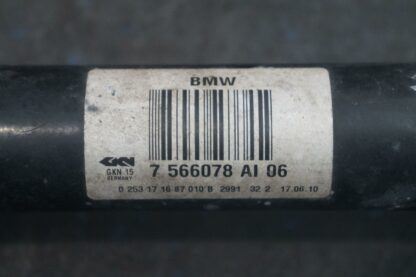 BMW
GKN
GKN 15
GERMANY
7 566078 AI 06
0 253 17 16 87 010 B 2991 32 2 17.06.10